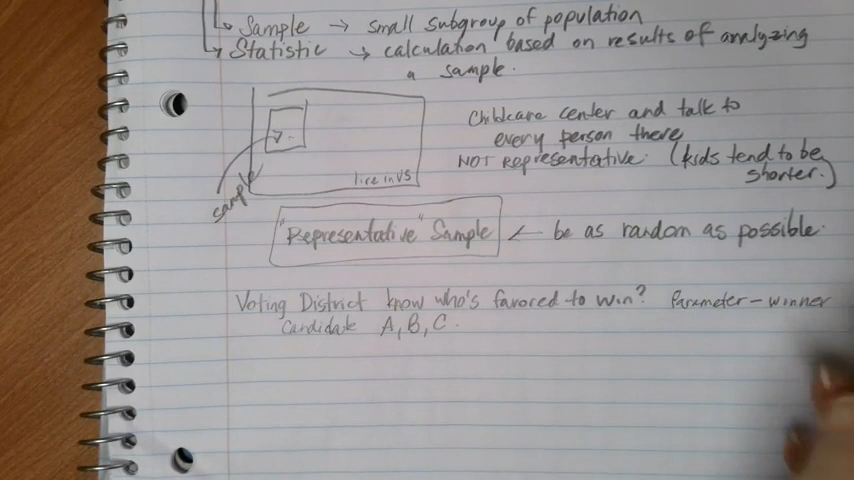 Sample → small subgroup of population
Statistic → calculation based on results of analyzing
a sample.
Childcare center and talk to
every person there
NOT Representative. (kids tend to be
shorter.)
live in US
sample
"Representative" Sample ← be as random as possible.
Voting District know who's favored to win? Parameter - winner
Candidate A, B, C.